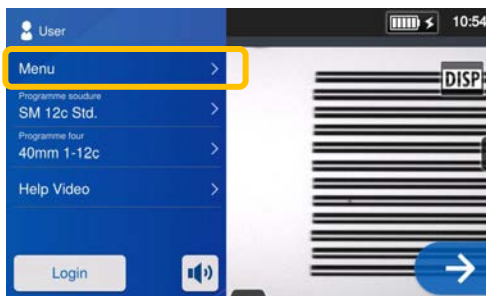 User
10:54
Menu
DISP
Programme soudure
SM 12c Std.
Programme four
40mm 1-12c
Help Video
Login